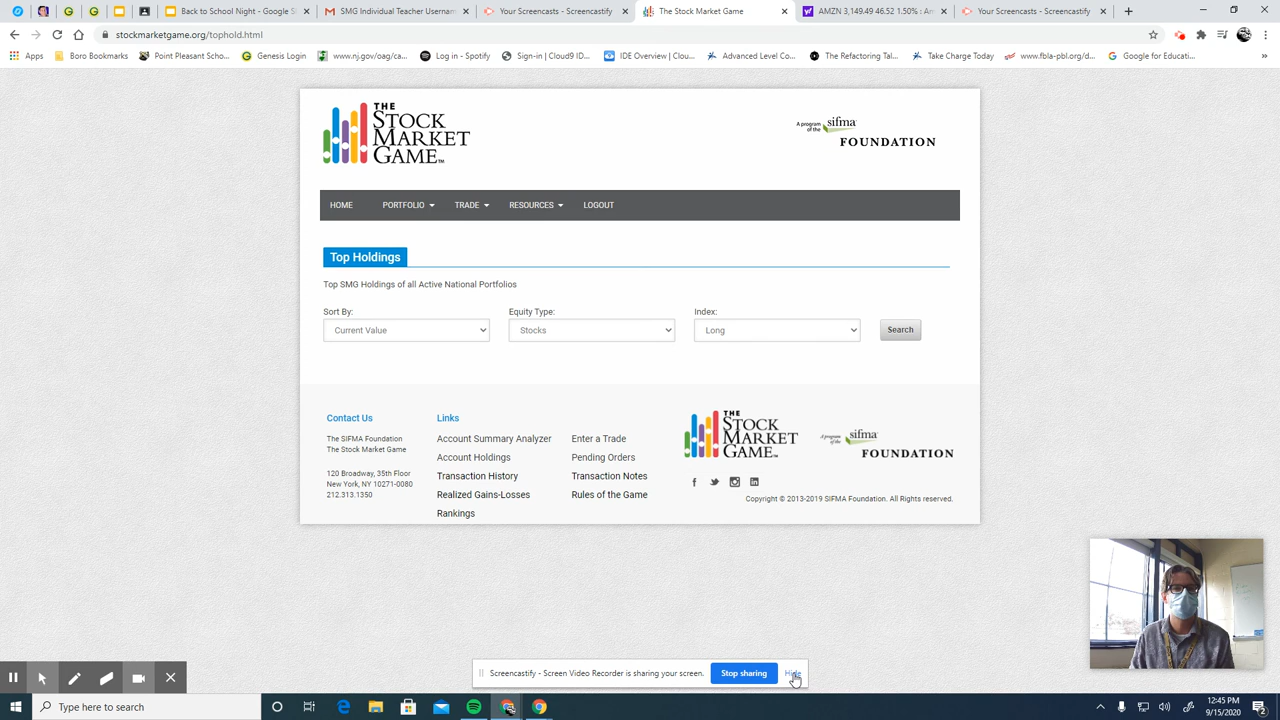 Back to School Night - Google S
SMG Individual Teacher Usernam
Your Screencasts - Screencastify
The Stock Market Game
AMZN 3,149.49 46.52 1.50% : Am
Your Screencasts - Screencastify
stockmarketgame.org/tophold.html
Apps
Boro Bookmarks
Point Pleasant Scho...
Genesis Login
www.nj.gov/oag/ca...
Log in - Spotify
Sign-in | Cloud9 ID...
IDE Overview | Clou...
Advanced Level Co...
The Refactoring Tal...
Take Charge Today
www.fbla-pbl.org/d...
Google for Educati...
THE
STOCK
MARKET
GAME™
A program
of the
sifma
FOUNDATION
HOME
PORTFOLIO
TRADE
RESOURCES
LOGOUT
Top Holdings
Top SMG Holdings of all Active National Portfolios
Sort By:
Equity Type:
Index:
Current Value
Stocks
Long
Search
Contact Us
The SIFMA Foundation
The Stock Market Game
120 Broadway, 35th Floor
New York, NY 10271-0080
212.313.1350
Links
Account Summary Analyzer
Account Holdings
Transaction History
Realized Gains-Losses
Rankings
Enter a Trade
Pending Orders
Transaction Notes
Rules of the Game
THE
STOCK
MARKET
GAME™
A program
of the
sifma
FOUNDATION
Copyright © 2013-2019 SIFMA Foundation. All Rights reserved.
Screencastify - Screen Video Recorder is sharing your screen.
Stop sharing
Hide
Type here to search
12:45 PM
9/15/2020
2